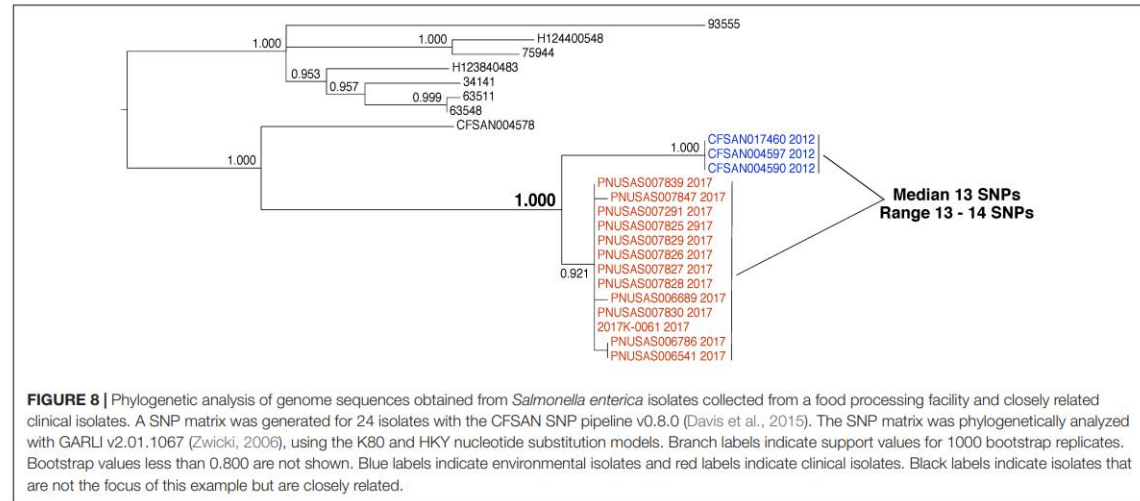 93555
1.000
1.000
H124400548
75944
H123840483
0.953
34141
0.957
0.999
63511
63548
CFSAN004578
CFSAN017460 2012
1.000
CFSAN004597 2012
CFSAN004590 2012
1.000
PNUSAS007839 2017
PNUSAS007847 2017
1.000
PNUSAS007291 2017
PNUSAS007825 2917
PNUSAS007829 2017
PNUSAS007826 2017
PNUSAS007827 2017
0.921
PNUSAS007828 2017
PNUSAS006689 2017
PNUSAS007830 2017
2017K-0061 2017
PNUSAS006786 2017
PNUSAS006541 2017
Median 13 SNPs
Range 13 - 14 SNPs
FIGURE 8 | Phylogenetic analysis of genome sequences obtained from Salmonella enterica isolates collected from a food processing facility and closely related
clinical isolates. A SNP matrix was generated for 24 isolates with the CFSAN SNP pipeline v0.8.0 (Davis et al., 2015). The SNP matrix was phylogenetically analyzed
with GARLI v2.01.1067 (Zwicki, 2006), using the K80 and HKY nucleotide substitution models. Branch labels indicate support values for 1000 bootstrap replicates.
Bootstrap values less than 0.800 are not shown. Blue labels indicate environmental isolates and red labels indicate clinical isolates. Black labels indicate isolates that
are not the focus of this example but are closely related.